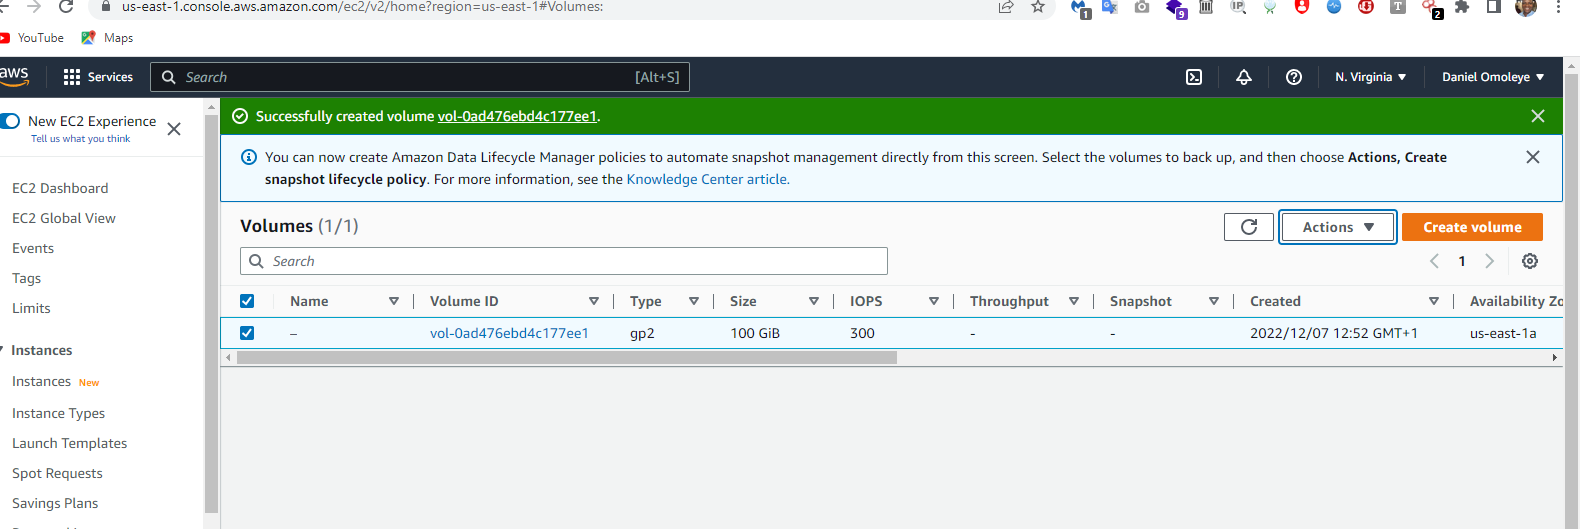 us-east-1.console.aws.amazon.com/ec2/v2/home?region=us-east-1#Volumes:
1
9
IP
T
2
YouTube Maps
aws Services Search [Alt+S] N. Virginia Daniel Omoleye
New EC2 Experience
Tell us what you think
EC2 Dashboard
EC2 Global View
Events
Tags
Limits
Instances
Instances New
Instance Types
Launch Templates
Spot Requests
Savings Plans
Successfully created volume vol-0ad476ebd4c177ee1.
You can now create Amazon Data Lifecycle Manager policies to automate snapshot management directly from this screen. Select the volumes to back up, and then choose Actions, Create
snapshot lifecycle policy. For more information, see the Knowledge Center article.
Volumes (1/1) Actions Create volume
Search 1
Name Volume ID Type Size IOPS Throughput Snapshot Created Availability Zo
– vol-0ad476ebd4c177ee1 gp2 100 GiB 300 - - 2022/12/07 12:52 GMT+1 us-east-1a